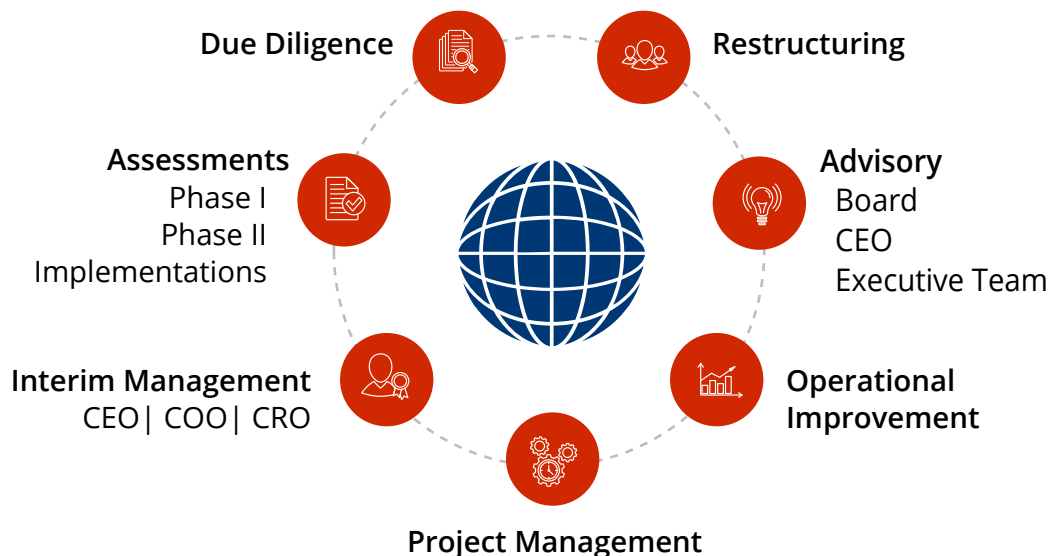 Due Diligence
Restructuring
Assessments
Phase I
Phase II
Implementations
Advisory
Board
CEO
Executive Team
Interim Management
CEO| COO| CRO
Operational
Improvement
Project Management